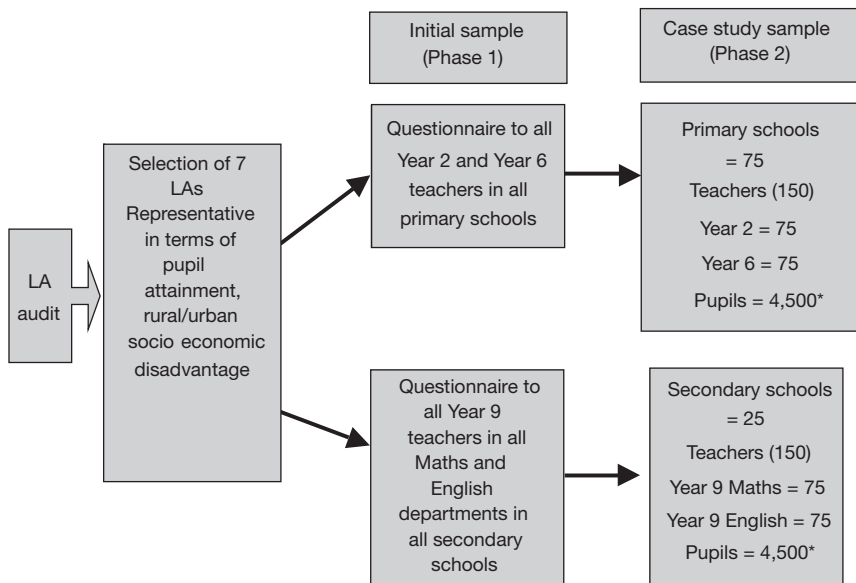 Initial sample
(Phase 1)
Case study sample
(Phase 2)
LA
audit
Selection of 7
LAs
Representative
in terms of
pupil
attainment,
rural/urban
socio economic
disadvantage
Questionnaire to all
Year 2 and Year 6
teachers in all
primary schools
Primary schools
= 75
Teachers (150)
Year 2 = 75
Year 6 = 75
Pupils = 4,500*
Questionnaire to
all Year 9
teachers in all
Maths and
English
departments in
all secondary
schools
Secondary schools
= 25
Teachers (150)
Year 9 Maths = 75
Year 9 English = 75
Pupils = 4,500*